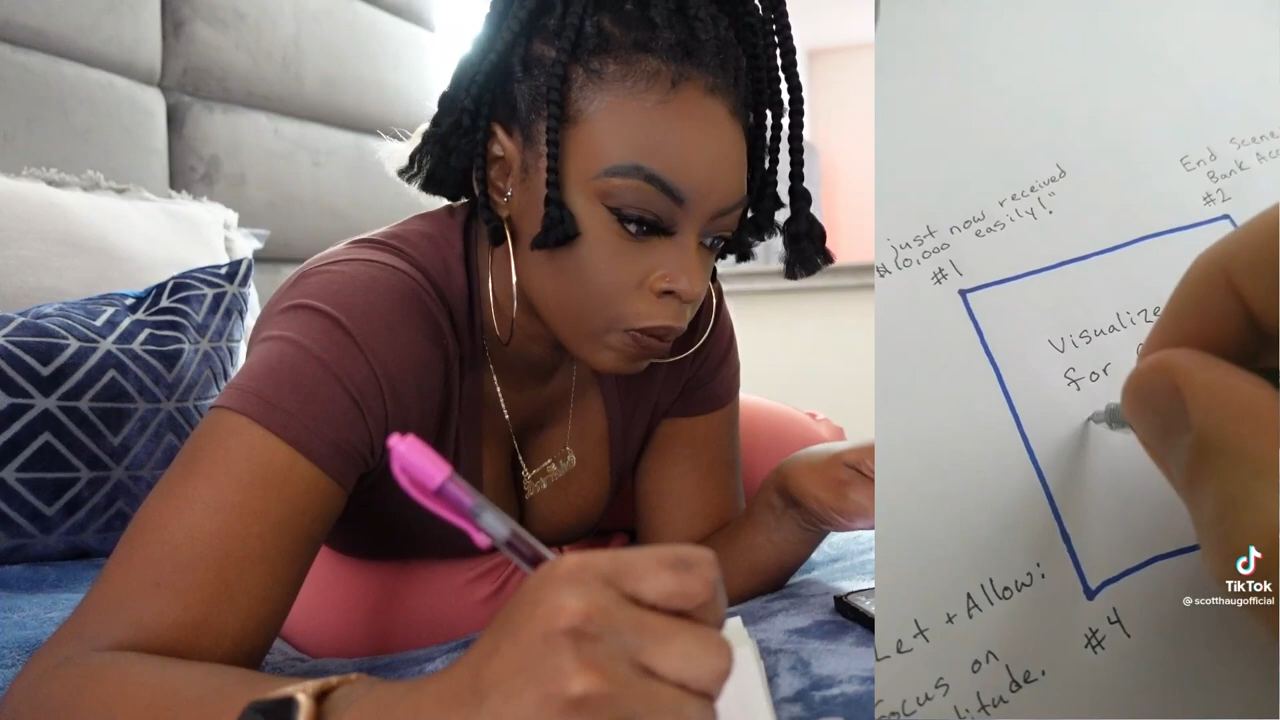 just now received
$10,000 easily!"
#1
End Scene
Bank Acc
#2
Visualize
for
Let + Allow:
Focus on
#4
TikTok
@scotthaugofficial